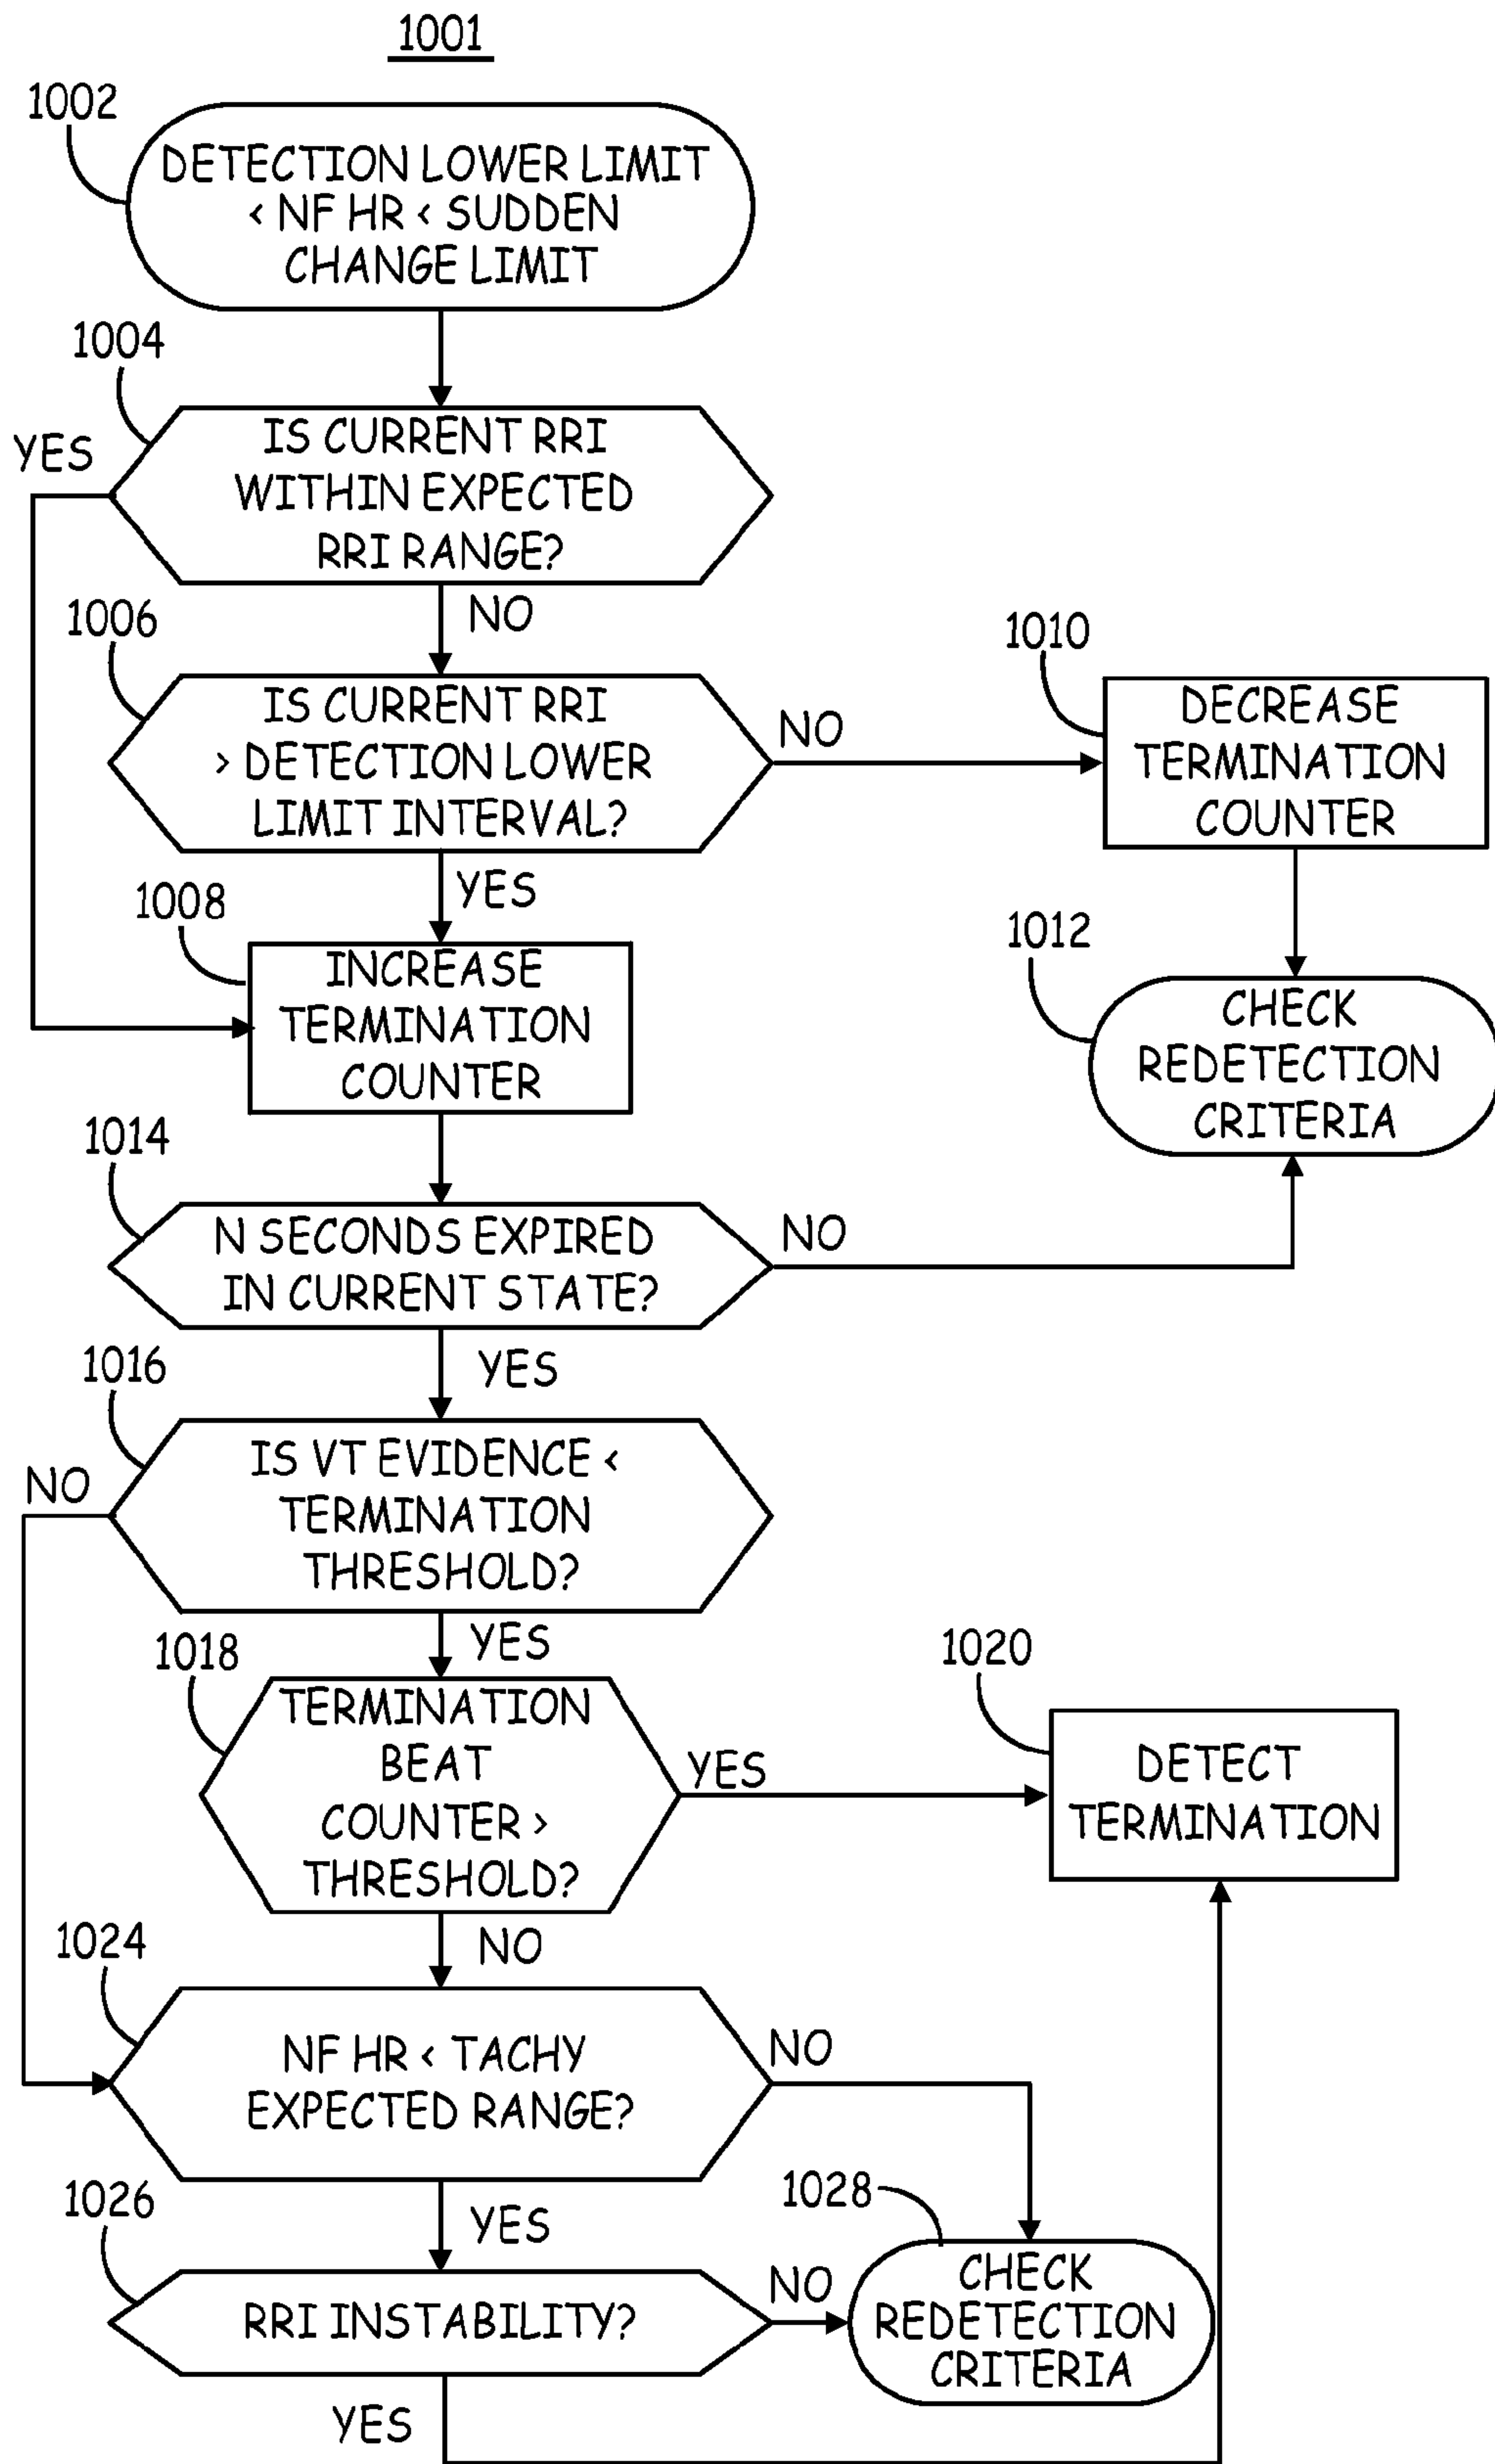 1001
1002
DETECTION LOWER LIMIT
< NF HR < SUDDEN
CHANGE LIMIT
1004
YES
IS CURRENT RRI
WITHIN EXPECTED
RRI RANGE?
NO
1006
IS CURRENT RRI
> DETECTION LOWER
LIMIT INTERVAL?
NO
1010
DECREASE
TERMINATION
COUNTER
YES
1008
INCREASE
TERMINATION
COUNTER
1012
CHECK
REDETECTION
CRITERIA
1014
N SECONDS EXPIRED
IN CURRENT STATE?
NO
YES
1016
NO
IS VT EVIDENCE <
TERMINATION
THRESHOLD?
YES
1018
TERMINATION
BEAT
COUNTER >
THRESHOLD?
YES
1020
DETECT
TERMINATION
NO
1024
NF HR < TACHY
EXPECTED RANGE?
NO
YES
1026
RRI INSTABILITY?
NO
1028
CHECK
REDETECTION
CRITERIA
YES